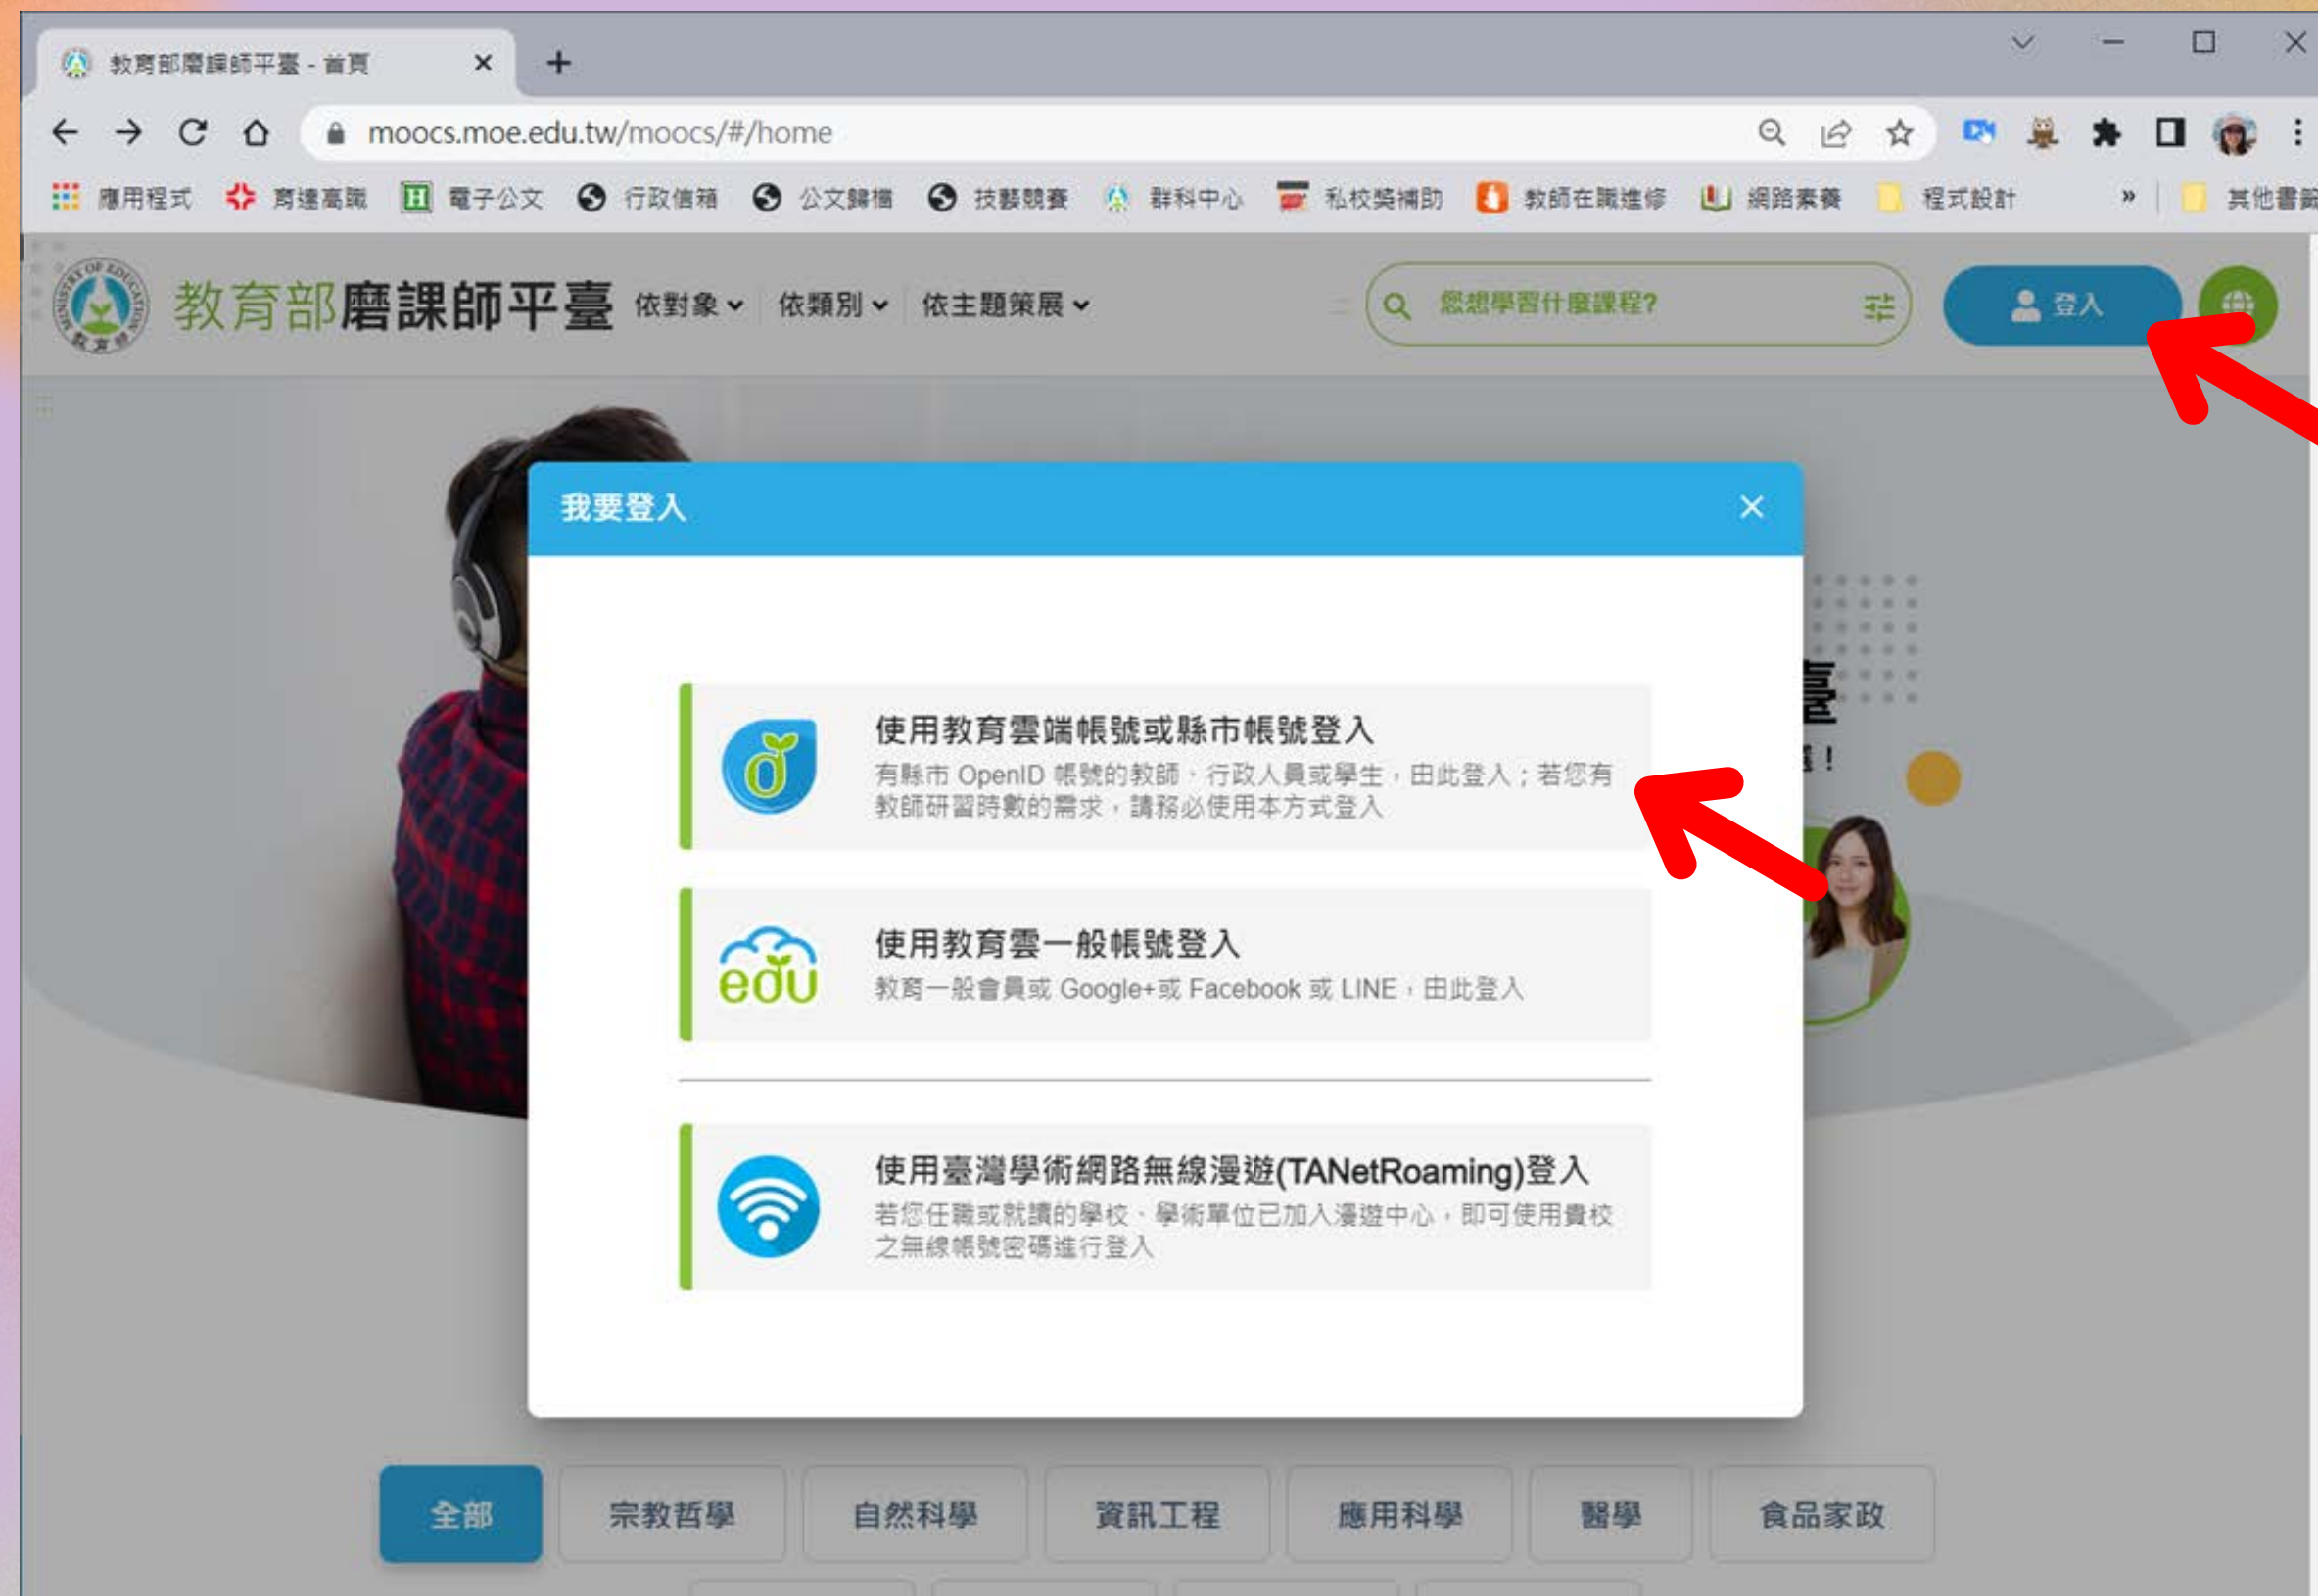 教育部磨課師平臺 - 首頁
moocs.moe.edu.tw/moocs/#/home
應用程式 育達高職 電子公文 行政信箱 公文歸檔 技藝競賽 群科中心 私校獎補助 教師在職進修 網路素養 程式設計 » 其他書籤
MINISTRY OF EDUCATION 教育部
教育部磨課師平臺 依對象 依類別 依主題策展 您想學習什麼課程? 登入
我要登入
臺
！
使用教育雲端帳號或縣市帳號登入
有縣市 OpenID 帳號的教師、行政人員或學生，由此登入；若您有
教師研習時數的需求，請務必使用本方式登入
edu
使用教育雲一般帳號登入
教育一般會員或 Google+或 Facebook 或 LINE，由此登入
使用臺灣學術網路無線漫遊(TANetRoaming)登入
若您任職或就讀的學校、學術單位已加入漫遊中心，即可使用貴校
之無線帳號密碼進行登入
全部 宗教哲學 自然科學 資訊工程 應用科學 醫學 食品家政